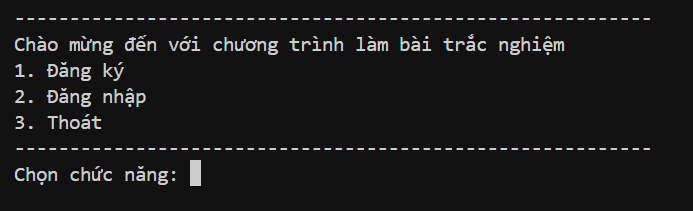 ----------------------------------------------------------
Chào mừng đến với chương trình làm bài trắc nghiệm
1. Đăng ký
2. Đăng nhập
3. Thoát
----------------------------------------------------------
Chọn chức năng: